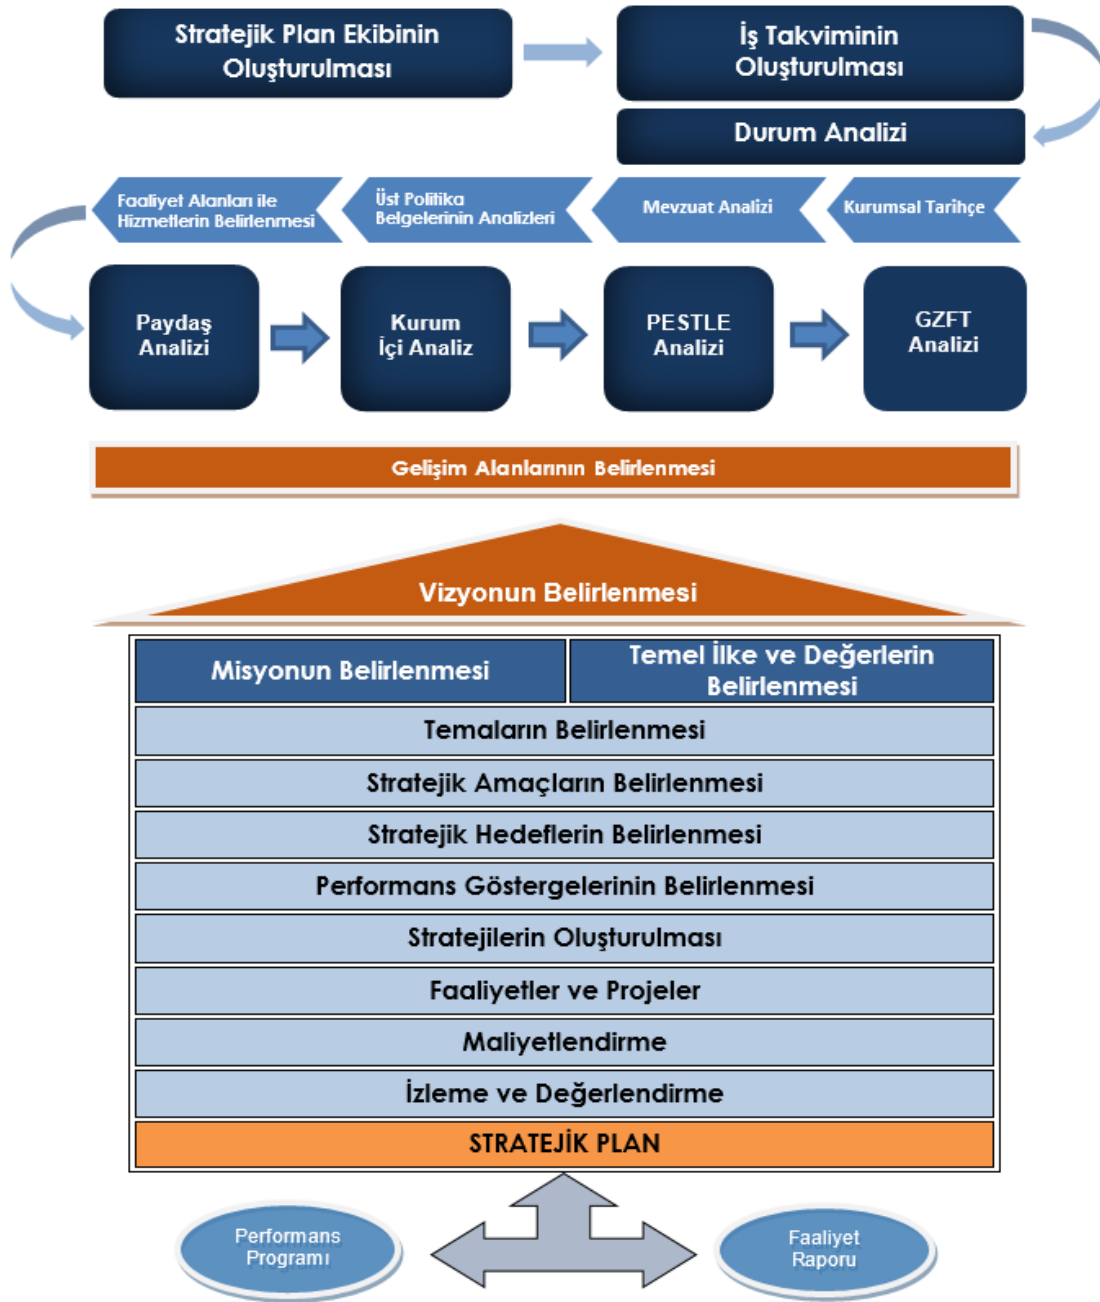 Stratejik Plan Ekibinin
Oluşturulması
İş Takviminin
Oluşturulması
Durum Analizi
Faaliyet Alanları ile
Hizmetlerin Belirlenmesi
Üst Politika
Belgelerinin Analizleri
Mevzuat Analizi
Kurumsal Tarihçe
Paydaş
Analizi
Kurum
İçi Analiz
PESTLE
Analizi
GZFT
Analizi
Gelişim Alanlarının Belirlenmesi
Vizyonun Belirlenmesi
Misyonun Belirlenmesi
Temel İlke ve Değerlerin
Belirlenmesi
Temaların Belirlenmesi
Stratejik Amaçların Belirlenmesi
Stratejik Hedeflerin Belirlenmesi
Performans Göstergelerinin Belirlenmesi
Stratejilerin Oluşturulması
Faaliyetler ve Projeler
Maliyetlendirme
İzleme ve Değerlendirme
STRATEJİK PLAN
Performans
Programı
Faaliyet
Raporu